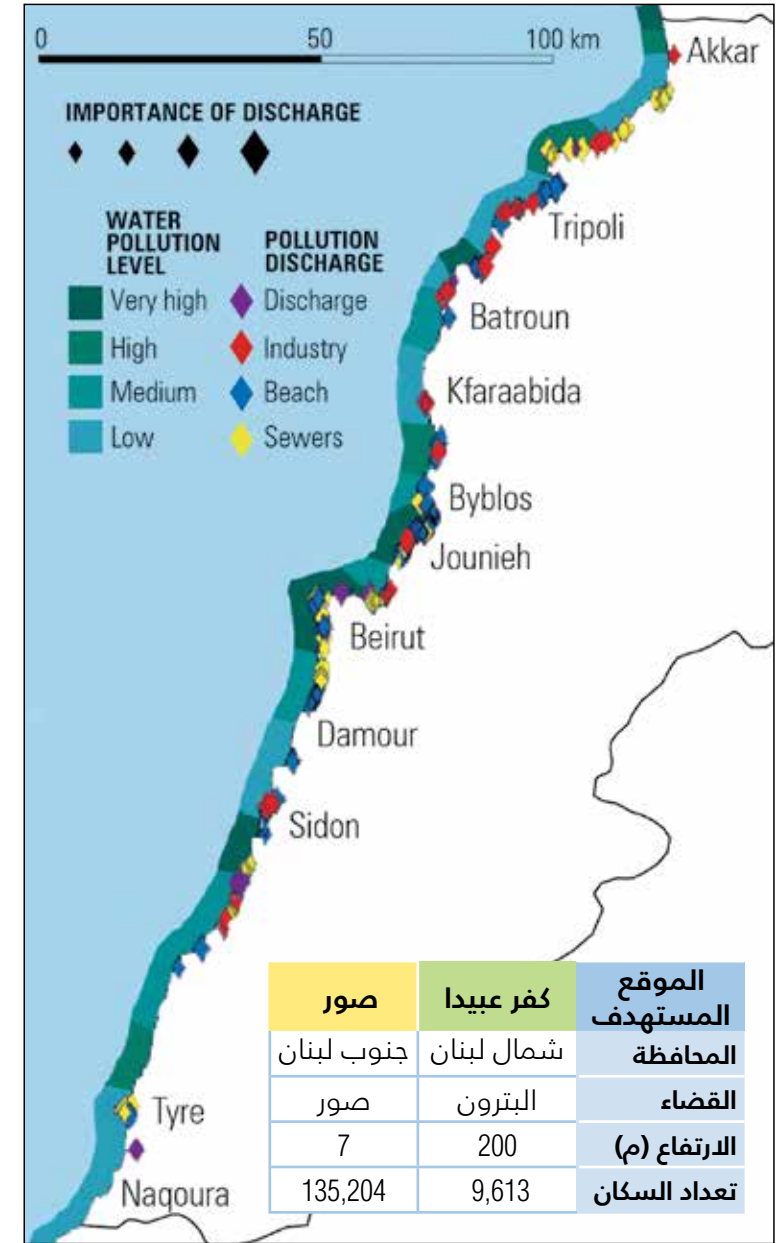 0 50 100 km
IMPORTANCE OF DISCHARGE
WATER
POLLUTION
LEVEL
Very high
High
Medium
Low
POLLUTION
DISCHARGE
Discharge
Industry
Beach
Sewers
Akkar
Tripoli
Batroun
Kfaraabida
Byblos
Jounieh
Beirut
Damour
Sidon
Tyre
Naqoura
الموقع
المستهدف
كفر عبيدا
صور
المحافظة شمال لبنان جنوب لبنان
القضاء البترون صور
الارتفاع (م) 200 7
تعداد السكان 9,613 135,204